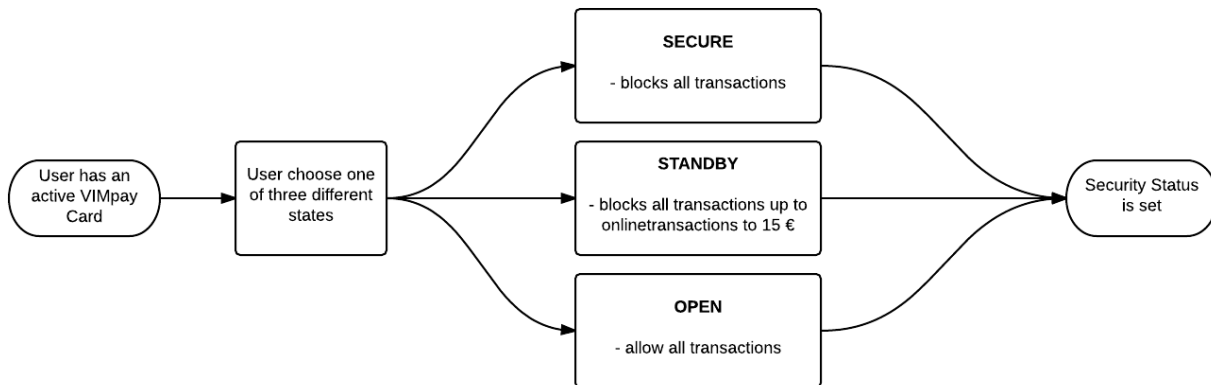 User has an
active VIMpay
Card
User choose one
of three different
states
SECURE
- blocks all transactions
STANDBY
- blocks all transactions up to
onlinetransactions to 15 €
OPEN
- allow all transactions
Security Status
is set